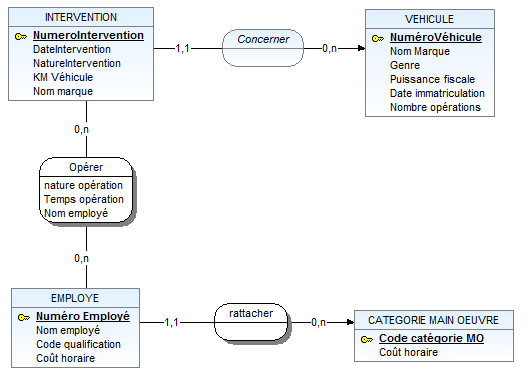 INTERVENTION
NumeroIntervention
DateIntervention
NatureIntervention
KM Véhicule
Nom marque
1,1
Concerner
0,n
VEHICULE
NuméroVéhicule
Nom Marque
Genre
Puissance fiscale
Date immatriculation
Nombre opérations
0,n
Opérer
nature opération
Temps opération
Nom employé
0,n
EMPLOYE
Numéro Employé
Nom employé
Code qualification
Coût horaire
1,1
rattacher
0,n
CATEGORIE MAIN OEUVRE
Code catégorie MO
Coût horaire